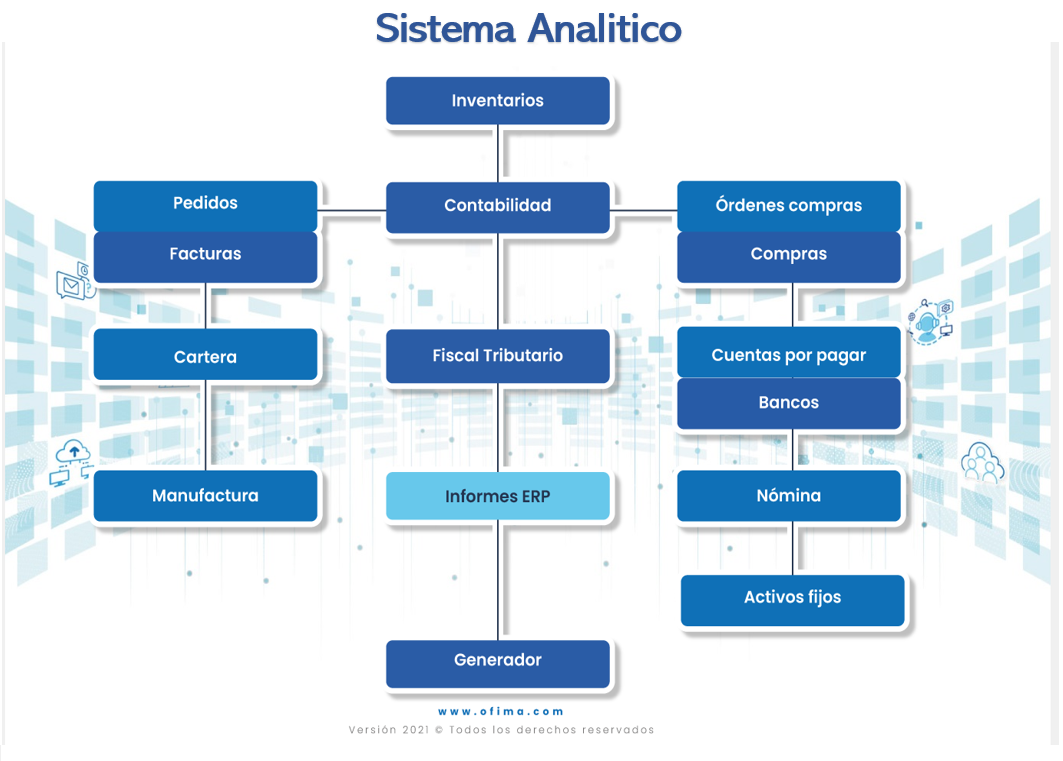 Sistema Analitico
Inventarios
Pedidos
Contabilidad
Órdenes compras
Facturas
Compras
Cartera
Fiscal Tributario
Cuentas por pagar
Bancos
Manufactura
Informes ERP
Nómina
Activos fijos
Generador
www.ofima.com
Versión 2021 © Todos los derechos reservados